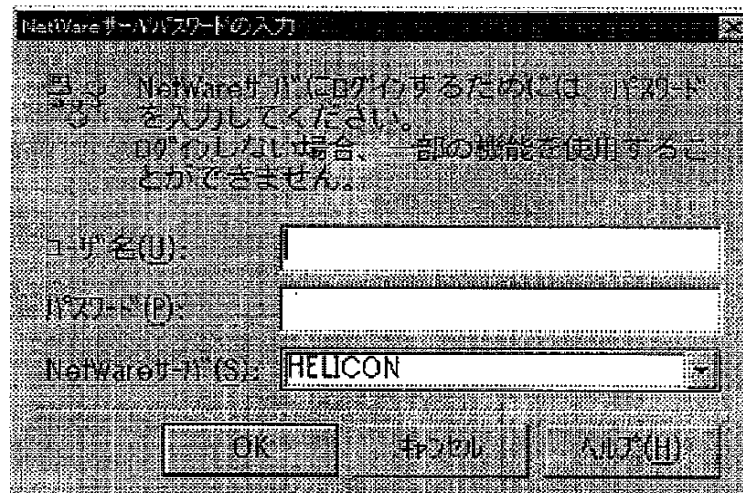 NetWareサーバパスワードの入力
NetWareサーバにログインするためには、パスワード
を入力してください。
ログインしない場合、一部の機能を使用するこ
とができません。
ユーザ名(U):
パスワード(P):
NetWareサーバ(S): HELICON
OK キャンセル ヘルプ(H)